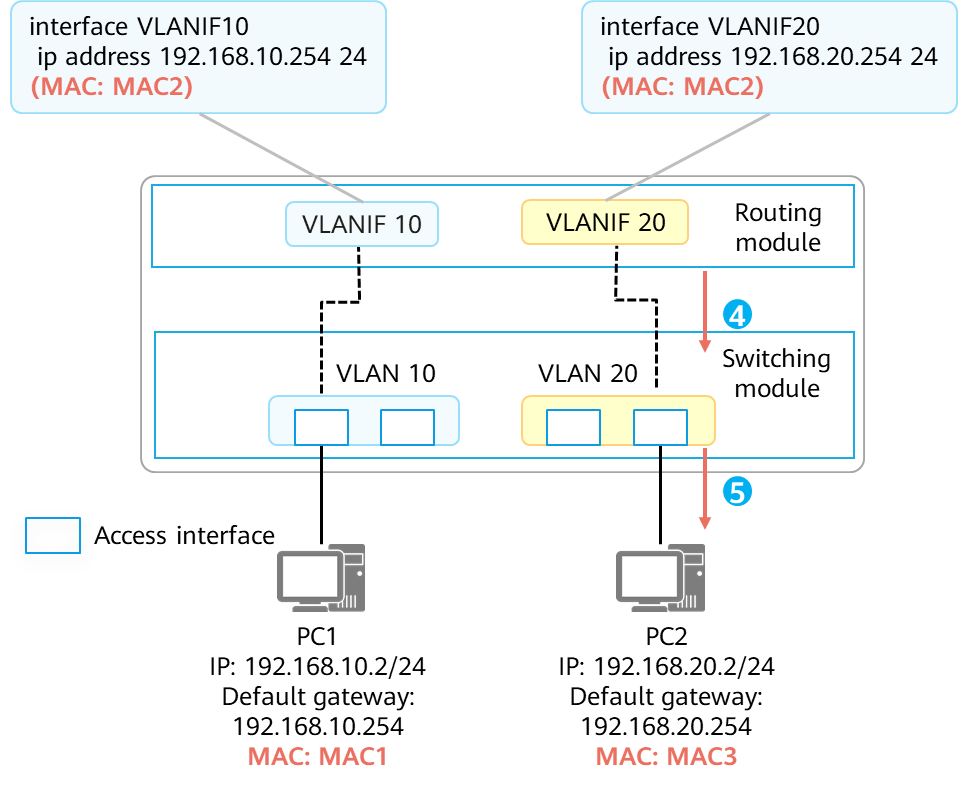 interface VLANIF10
ip address 192.168.10.254 24
(MAC: MAC2)
interface VLANIF20
ip address 192.168.20.254 24
(MAC: MAC2)
VLANIF 10
VLANIF 20
Routing
module
4
Switching
module
VLAN 10
VLAN 20
5
Access interface
PC1
IP: 192.168.10.2/24
Default gateway:
192.168.10.254
MAC: MAC1
PC2
IP: 192.168.20.2/24
Default gateway:
192.168.20.254
MAC: MAC3